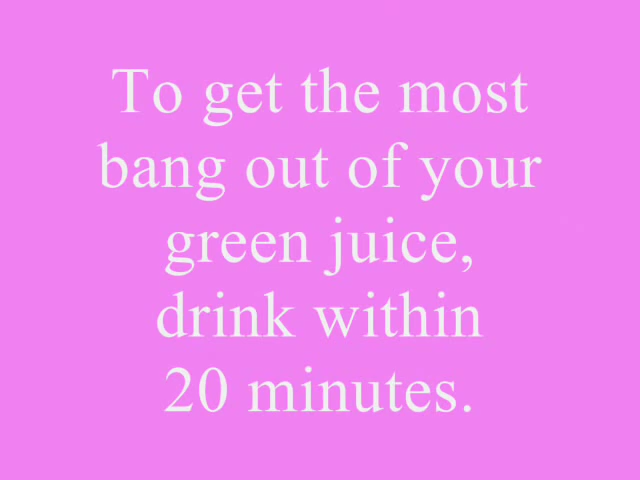 To get the most
bang out of your
green juice,
drink within
20 minutes.